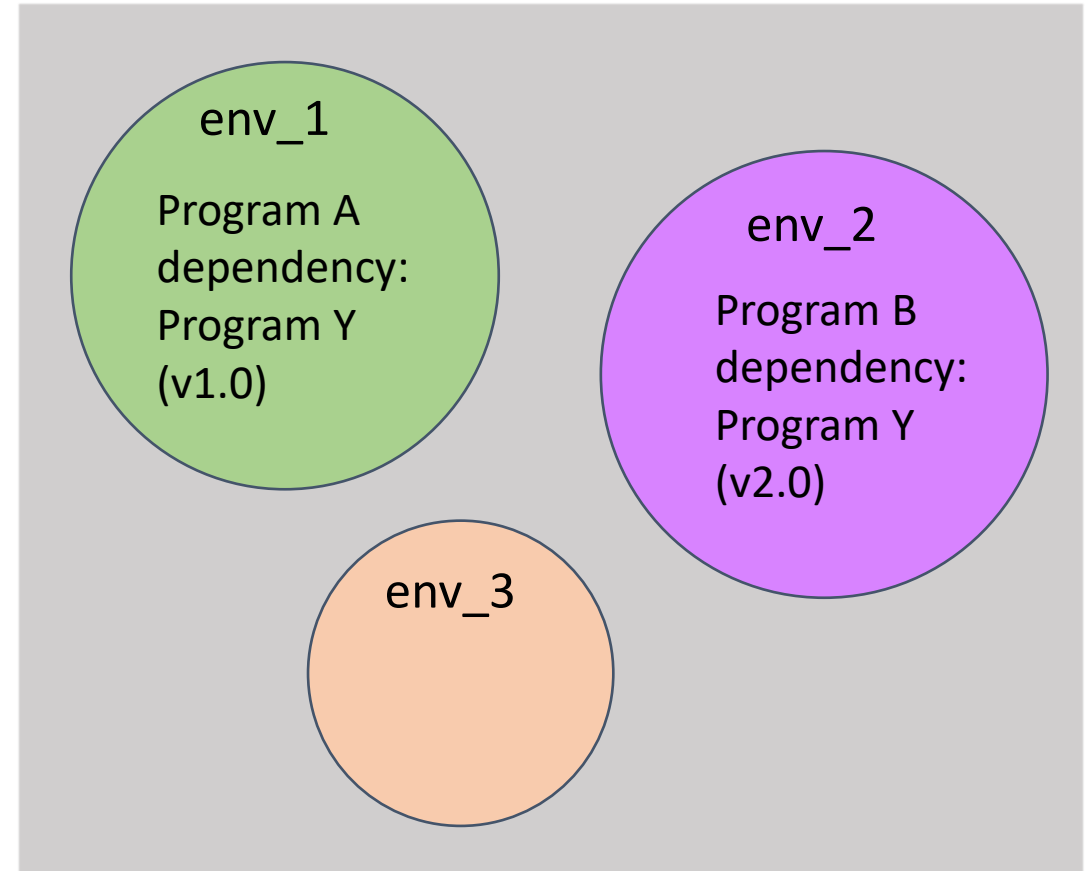 env_1
Program A
dependency:
Program Y
(v1.0)
env_2
Program B
dependency:
Program Y
(v2.0)
env_3